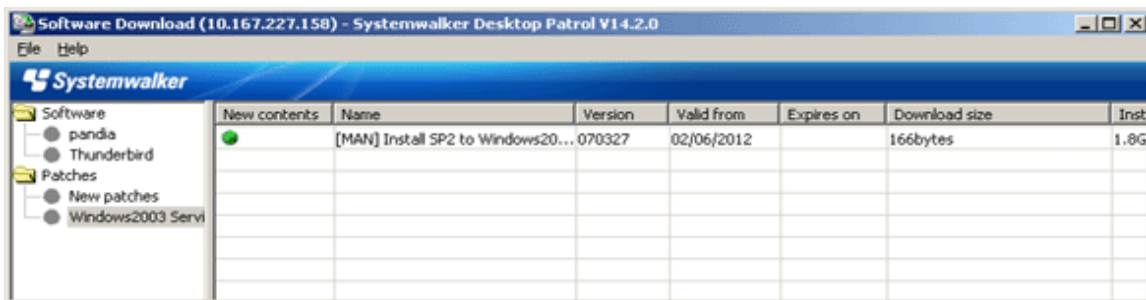 Software Download (10.167.227.158) - Systemwalker Desktop Patrol V14.2.0
File Help
Systemwalker
Software
pandia
Thunderbird
Patches
New patches
Windows2003 Servi
New contents Name Version Valid from Expires on Download size Inst
[MAN] Install SP2 to Windows20... 070327 02/06/2012 166bytes 1.8G